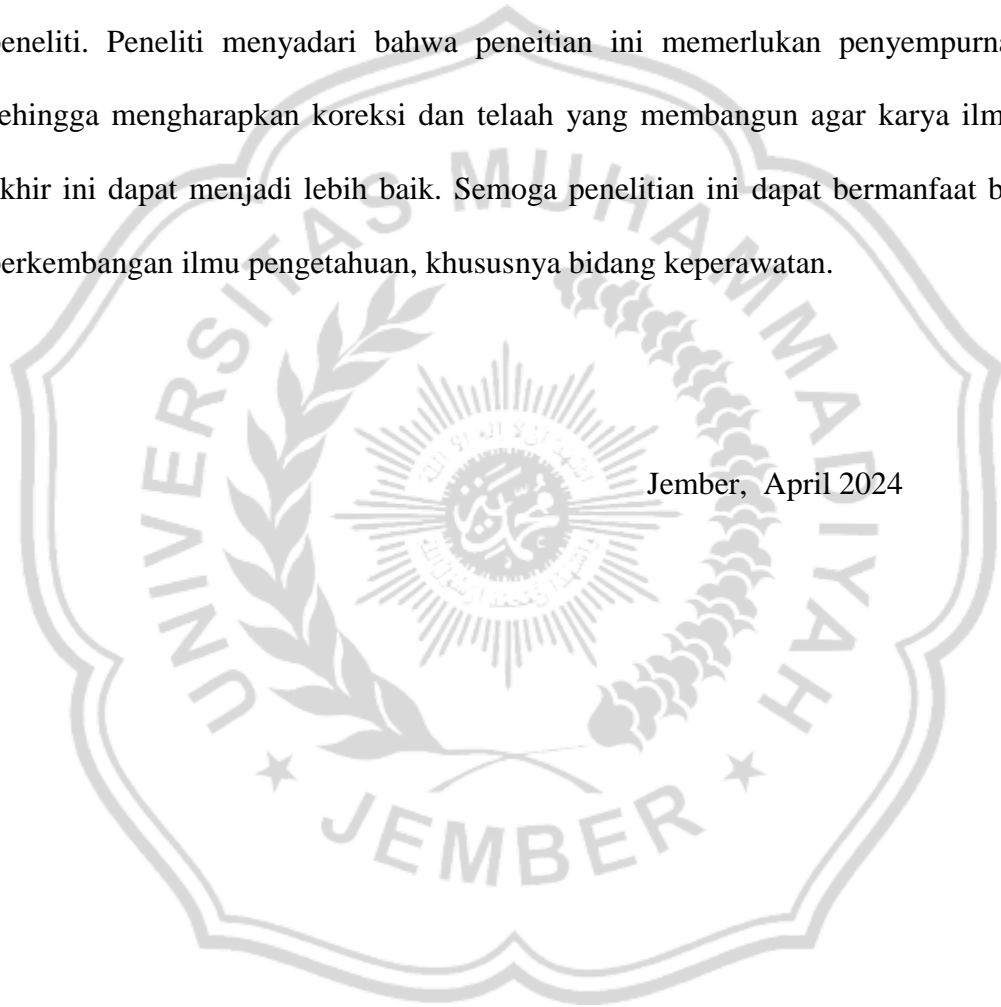 eneliti. Peneliti menyadari bahwa peneitian ini memerlukan penyempurna
ehingga mengharapkan koreksi dan telaah yang membangun agar karya ilm
khir ini dapat menjadi lebih baik. Semoga penelitian ini dapat bermanfaat b
erkembangan ilmu pengetahuan, khususnya bidang keperawatan.
UNIVERSITAS MUHAMMADIYAH
Jember, April 2024
JEMBER